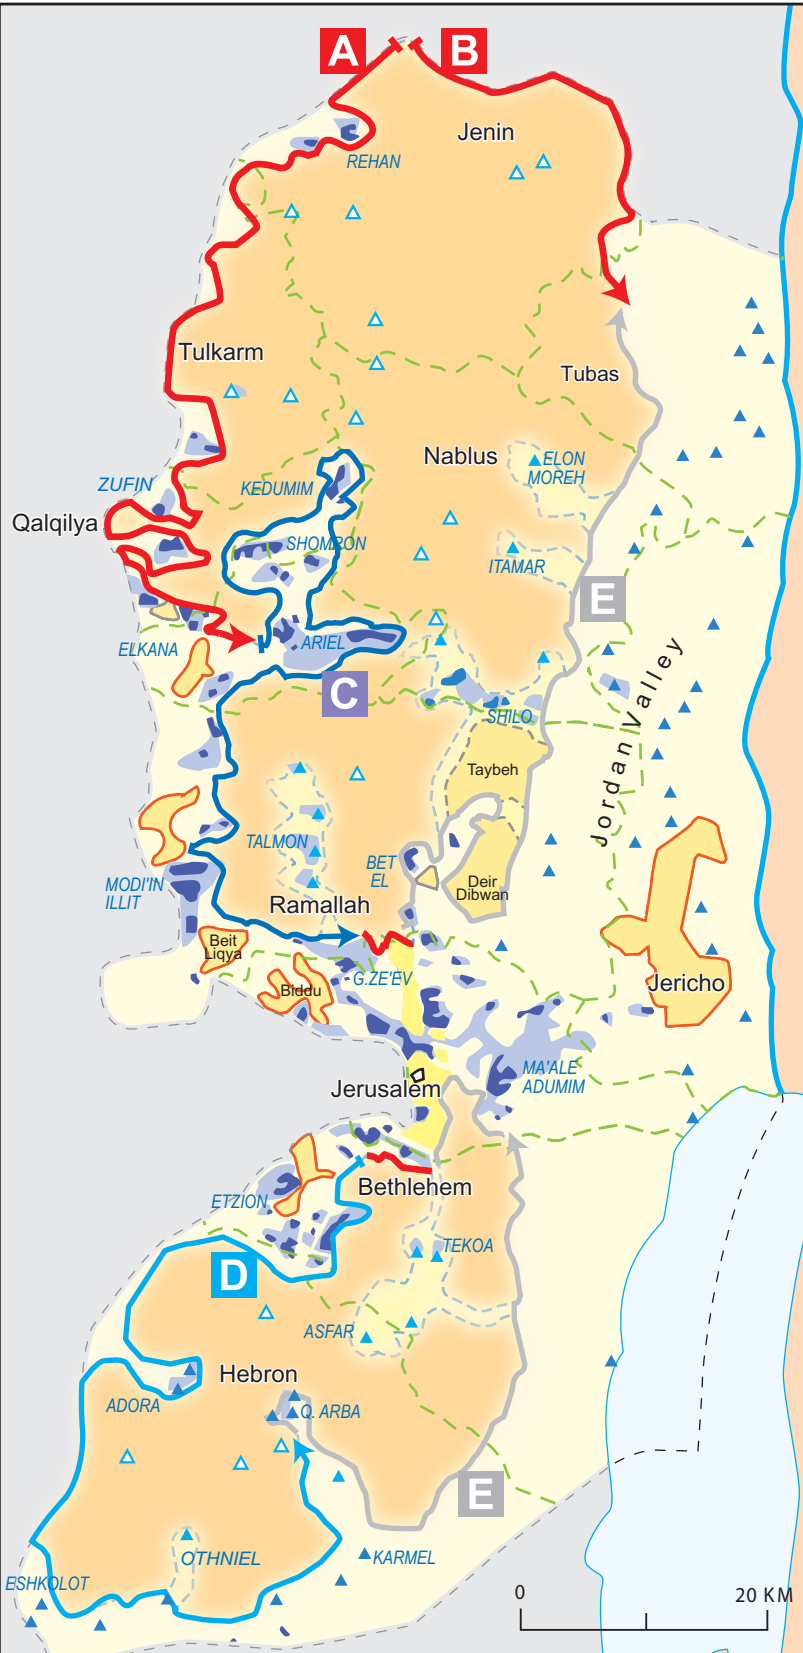 A
B
Jenin
REHAN
Tulkarm
Tubas
Nablus
ELON
MOREH
ZUFIN
KEDUMIM
Qalqilya
SHOMRON
ITAMAR
E
ELKANA
ARIEL
C
SHILO
Jordan Valley
Taybeh
TALMON
BET
EL
MODI'IN
ILLIT
Deir
Dibwan
Ramallah
Beit
Liqya
G.ZE'EV
Biddu
Jericho
MA'ALE
ADUMIM
Jerusalem
Bethlehem
ETZION
TEKOA
D
ASFAR
Hebron
ADORA
Q. ARBA
E
OTHNIEL
KARMEL
ESHKOLOT
0
20 KM